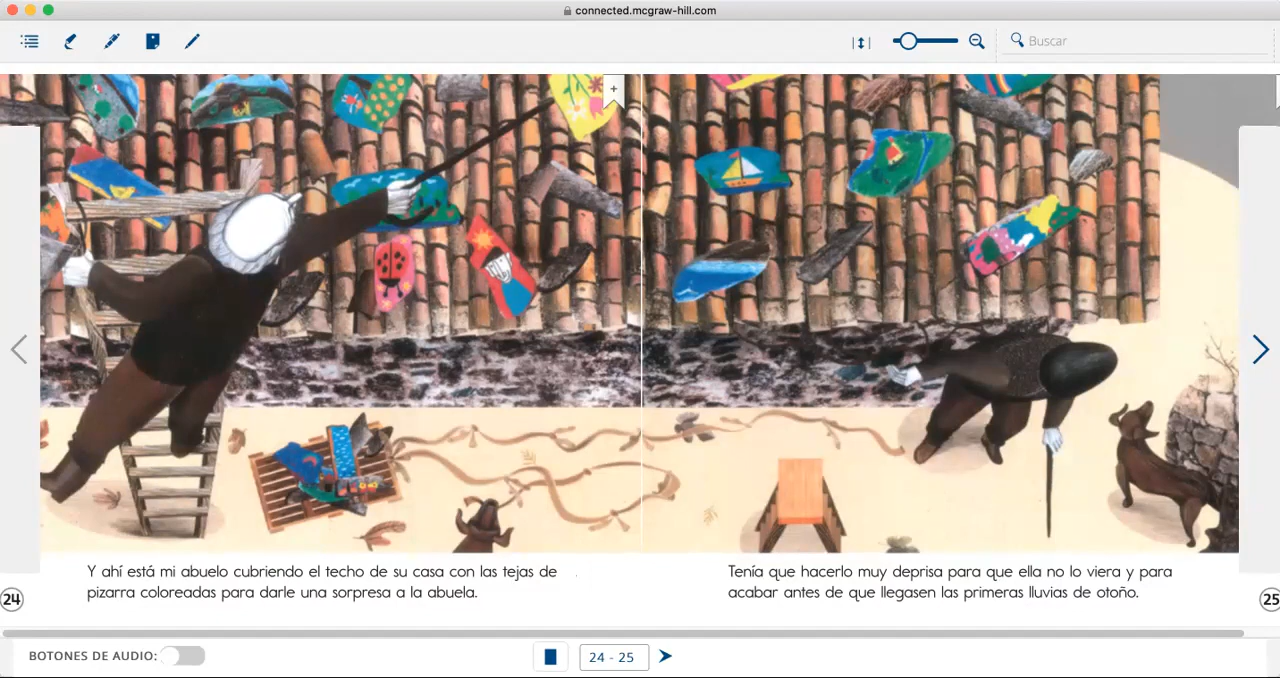 connected.mcgraw-hill.com
Buscar
+
Y ahí está mi abuelo cubriendo el techo de su casa con las tejas de
pizarra coloreadas para darle una sorpresa a la abuela.
24
Tenía que hacerlo muy deprisa para que ella no lo viera y para
acabar antes de que llegasen las primeras lluvias de otoño.
25
BOTONES DE AUDIO:
24 - 25